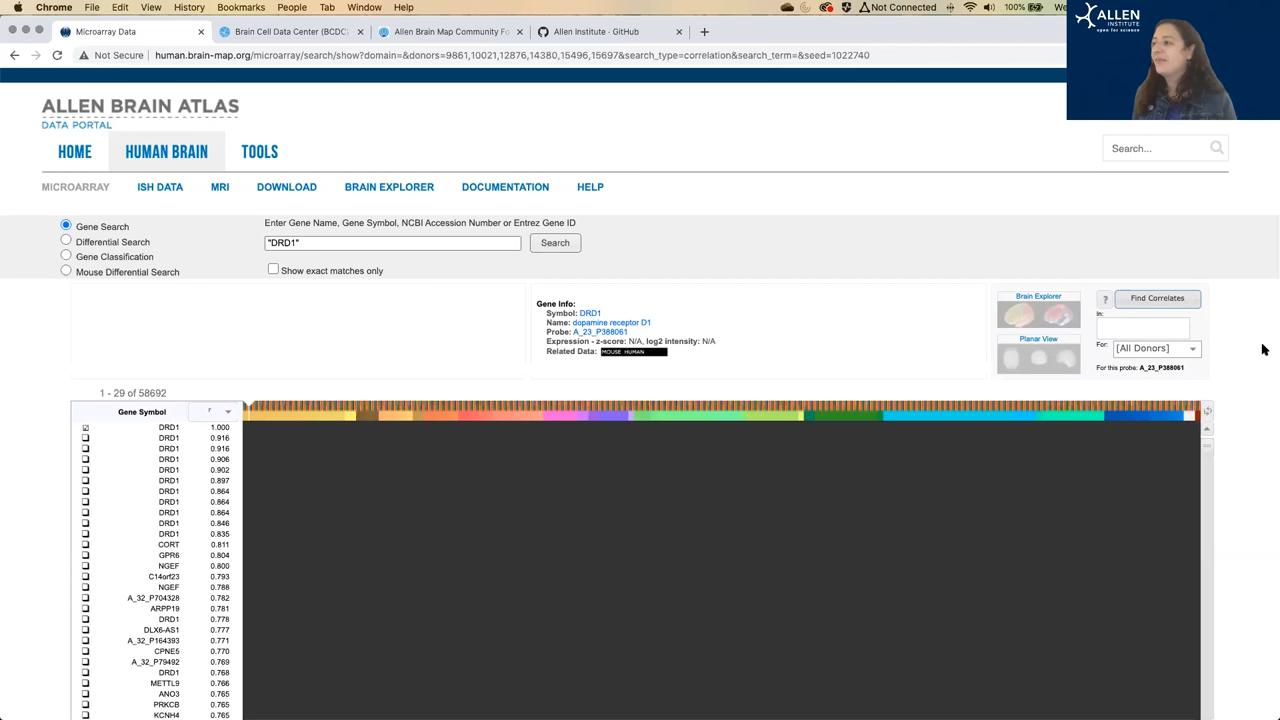 Chrome File Edit View History Bookmarks People Tab Window Help Not Connected 100% We
Microarray Data
Brain Cell Data Center (BCDC
Allen Brain Map Community Fo
Allen Institute · GitHub
Not Secure human.brain-map.org/microarray/search/show?domain=&donors=9861,10021,12876,14380,15496,15697&search_type=correlation&search_term=&seed=1022740
ALLEN
INSTITUTE
open for science
ALLEN BRAIN ATLAS
DATA PORTAL
HOME HUMAN BRAIN TOOLS
Search...
MICROARRAY ISH DATA MRI DOWNLOAD BRAIN EXPLORER DOCUMENTATION HELP
Gene Search
Differential Search
Gene Classification
Mouse Differential Search
Enter Gene Name, Gene Symbol, NCBI Accession Number or Entrez Gene ID
"DRD1" Search
Show exact matches only
Gene Info:
Symbol: DRD1
Name: dopamine receptor D1
Probe: A_23_P388061
Expression - z-score: N/A, log2 intensity: N/A
Related Data: MOUSE HUMAN
Brain Explorer
Planar View
? Find Correlates
In:
For: [All Donors]
For this probe: A_23_P388061
1 - 29 of 58692
Gene Symbol r
DRD1 1.000
DRD1 0.916
DRD1 0.916
DRD1 0.906
DRD1 0.902
DRD1 0.897
DRD1 0.864
DRD1 0.864
DRD1 0.864
DRD1 0.846
DRD1 0.835
CORT 0.811
GPR6 0.804
NGEF 0.800
C14orf23 0.793
NGEF 0.788
A_32_P704328 0.782
ARPP19 0.781
DRD1 0.778
DLX6-AS1 0.777
A_32_P164393 0.771
CPNE5 0.770
A_32_P79492 0.769
DRD1 0.768
METTL9 0.766
ANO3 0.765
PRKCB 0.765
KCNH4 0.765